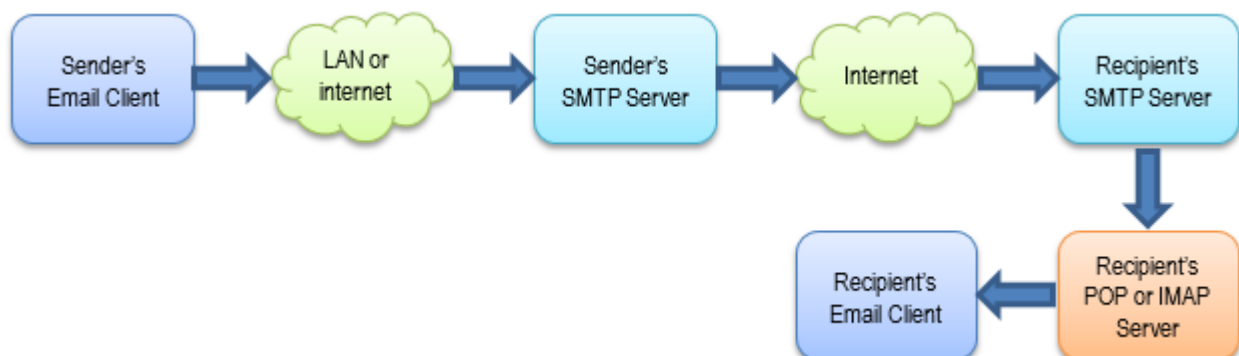 Sender's
Email Client
LAN or
internet
Sender's
SMTP Server
Internet
Recipient's
SMTP Server
Recipient's
Email Client
Recipient's
POP or IMAP
Server